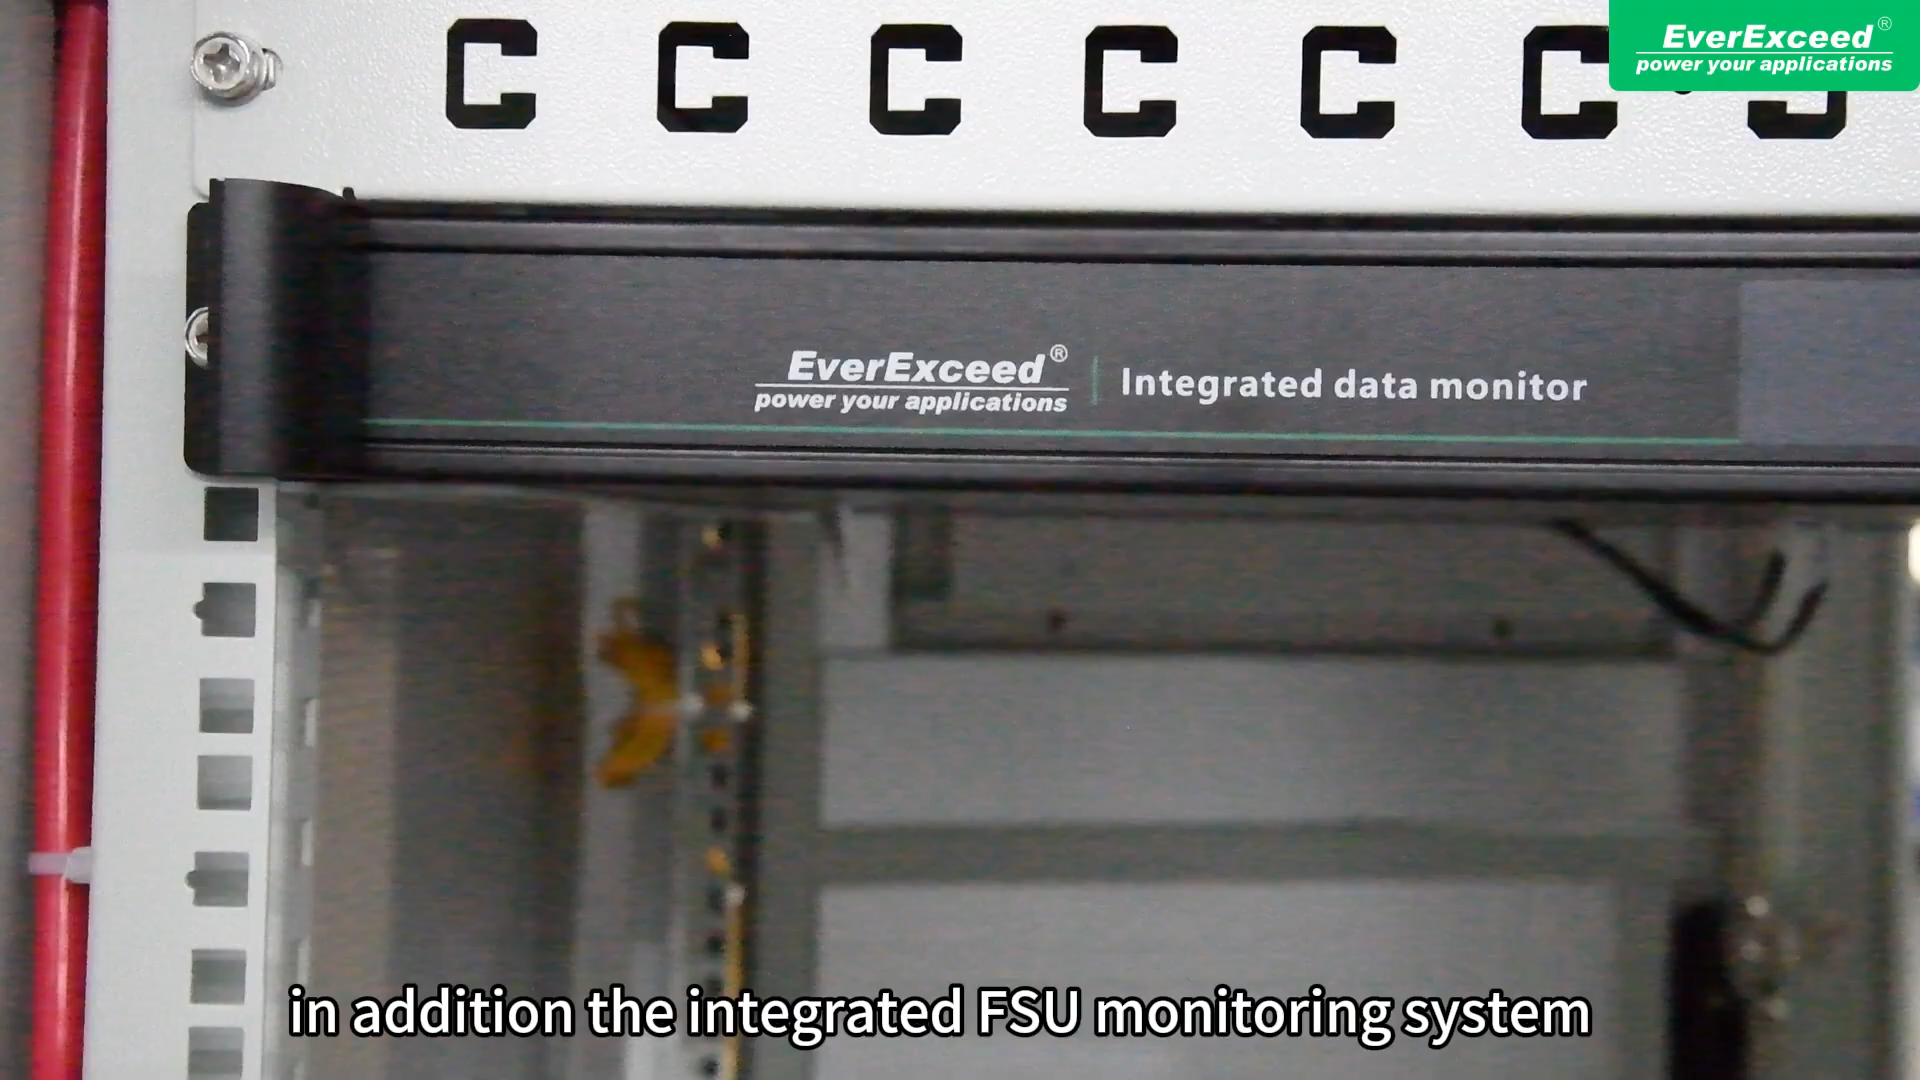 EverExceed®
power your applications
EverExceed®
power your applications
Integrated data monitor
in addition the integrated FSU monitoring system